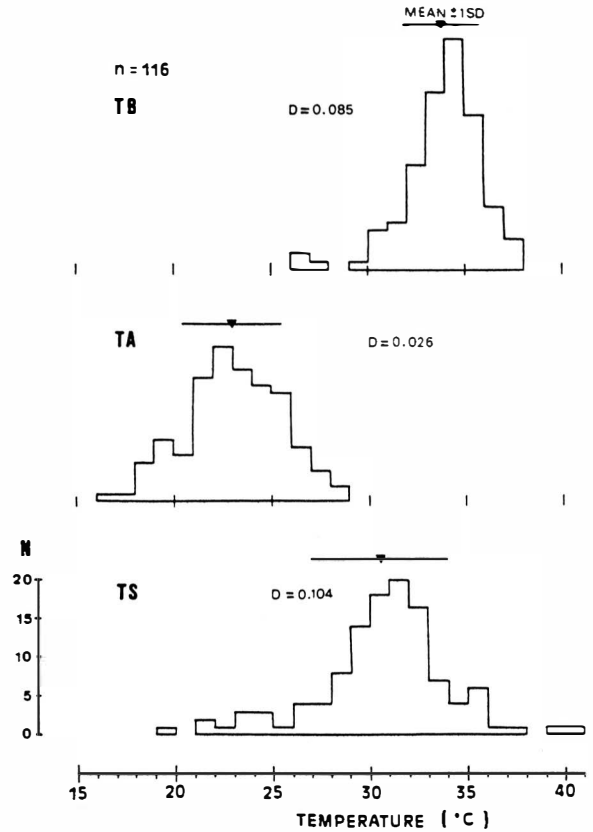 MEAN ± 1SD
n = 116
TB
D = 0.085
TA
D = 0.026
N
TS
D = 0.104
20
15
10
5
0
15 20 25 30 35 40
TEMPERATURE (°C)